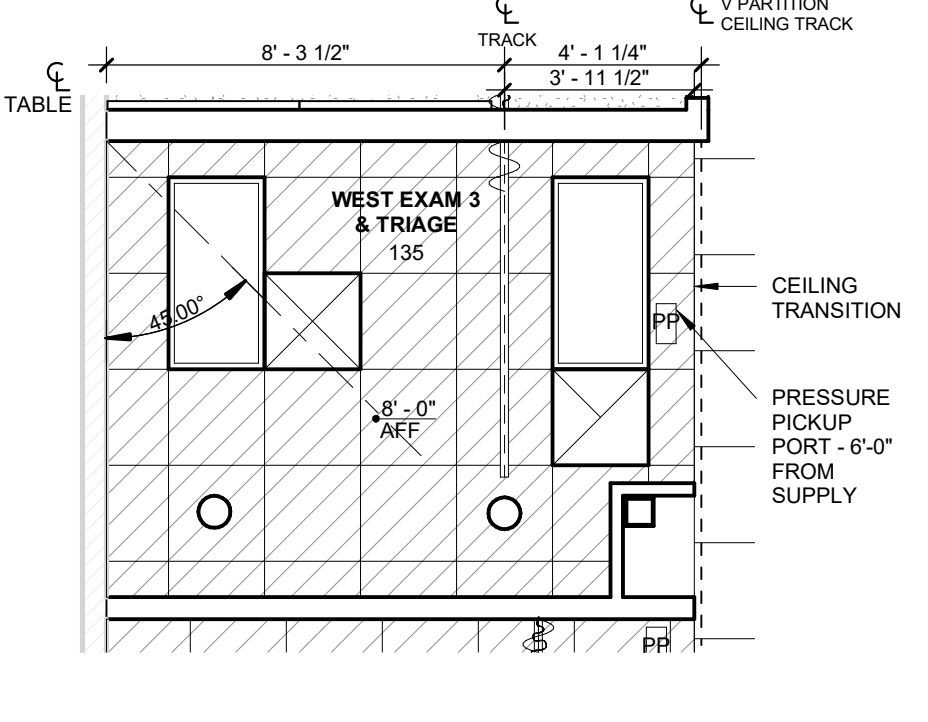 ℄
TRACK
℄
V PARTITION
CEILING TRACK
8' - 3 1/2"
4' - 1 1/4"
3' - 11 1/2"
℄
TABLE
WEST EXAM 3
& TRIAGE
135
45.00°
CEILING
TRANSITION
PP
8' - 0"
AFF
PRESSURE
PICKUP
PORT - 6'-0"
FROM
SUPPLY
PP